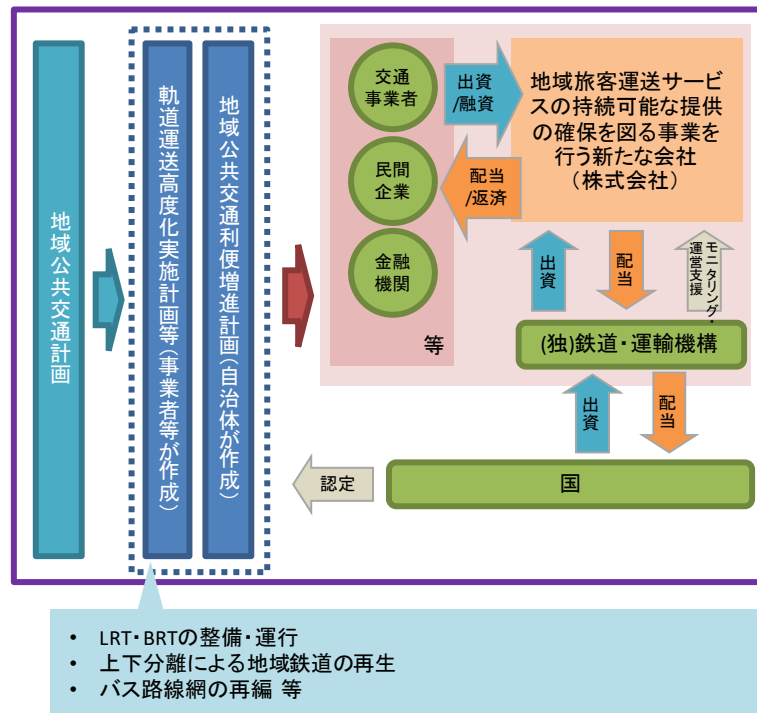 地域公共交通計画
軌道運送高度化実施計画等(事業者等が作成)
地域公共交通利便増進計画(自治体が作成)
交通
事業者
民間
企業
金融
機関
等
出資
/融資
配当
/返済
地域旅客運送サービ
スの持続可能な提供
の確保を図る事業を
行う新たな会社
(株式会社)
出資
配当
モニタリング・
運営支援
(独)鉄道・運輸機構
出資
配当
認定
国
• LRT・BRTの整備・運行
• 上下分離による地域鉄道の再生
• バス路線網の再編 等